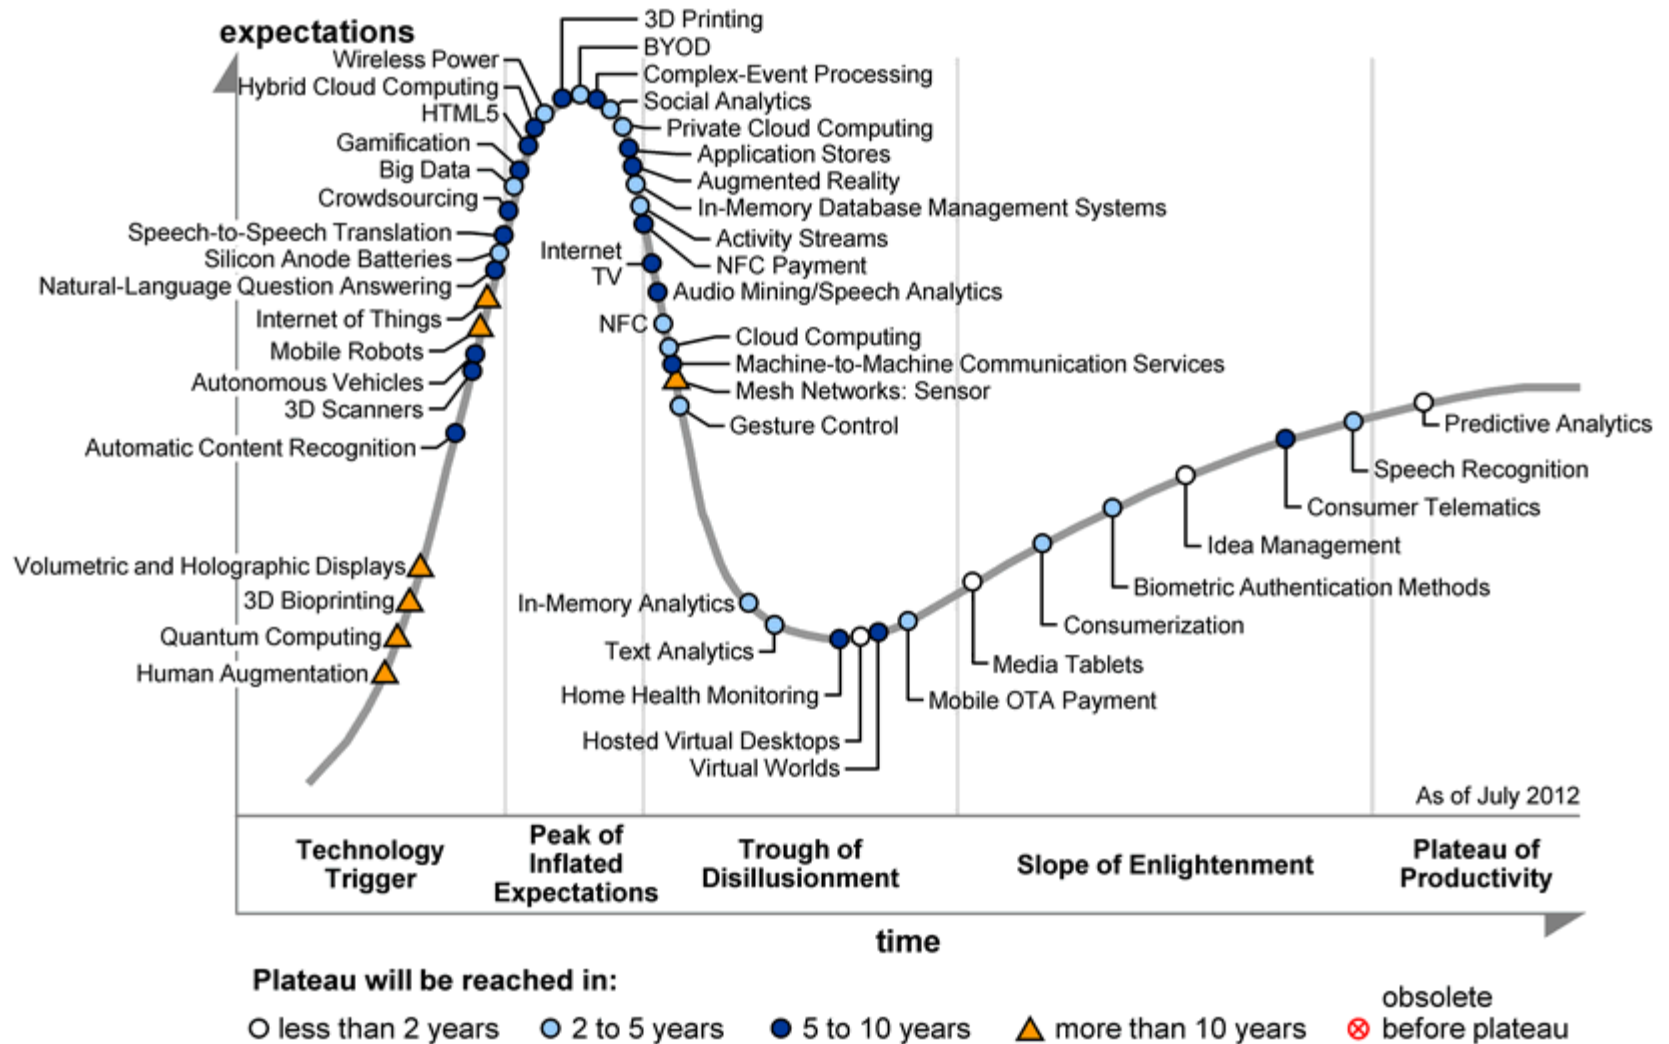 expectations
3D Printing
BYOD
Wireless Power
Complex-Event Processing
Hybrid Cloud Computing
Social Analytics
HTML5
Private Cloud Computing
Gamification
Application Stores
Big Data
Augmented Reality
Crowdsourcing
In-Memory Database Management Systems
Speech-to-Speech Translation
Activity Streams
Silicon Anode Batteries
Internet
TV
NFC Payment
Natural-Language Question Answering
Audio Mining/Speech Analytics
Internet of Things
NFC
Cloud Computing
Mobile Robots
Machine-to-Machine Communication Services
Autonomous Vehicles
Mesh Networks: Sensor
3D Scanners
Gesture Control
Automatic Content Recognition
Predictive Analytics
Speech Recognition
Consumer Telematics
Idea Management
Volumetric and Holographic Displays
Biometric Authentication Methods
3D Bioprinting
In-Memory Analytics
Consumerization
Quantum Computing
Text Analytics
Media Tablets
Human Augmentation
Home Health Monitoring
Mobile OTA Payment
Hosted Virtual Desktops
Virtual Worlds
As of July 2012
Technology
Trigger
Peak of
Inflated
Expectations
Trough of
Disillusionment
Slope of Enlightenment
Plateau of
Productivity
time
Plateau will be reached in:
less than 2 years
2 to 5 years
5 to 10 years
more than 10 years
obsolete
before plateau